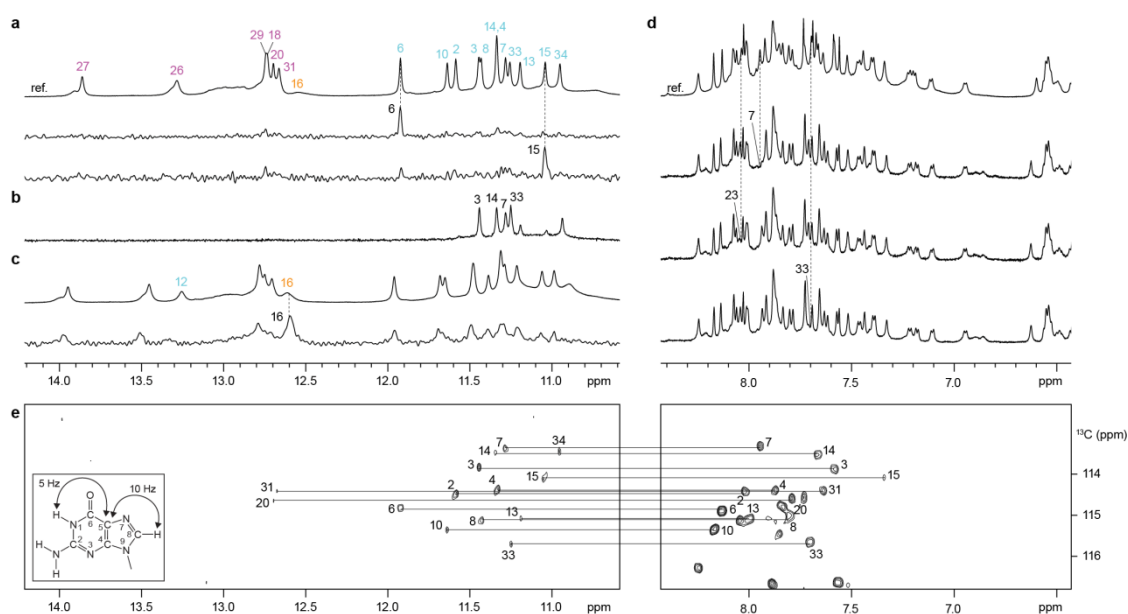 a
29 18
27 26 20 31 16 6 10 2 3 8 14,4 7 33 13 15 34
ref.
6
15
b
3 14 7 33
c
12 16
16
14.0 13.5 13.0 12.5 12.0 11.5 11.0 ppm
d
ref.
7
23
33
8.0 7.5 7.0 ppm
e
7 34 7
14 14
3 3
15 15
31 4 4 31
20 2 2 20
6 6
8 13 13 8
10 10
33 33
13C (ppm)
114
115
116
5 Hz 10 Hz
O
H 6 5 7 N
N 1 8 H
2 4
N 3 N 9
H N
H
14.0 13.5 13.0 12.5 12.0 11.5 11.0 ppm
8.0 7.5 7.0 ppm